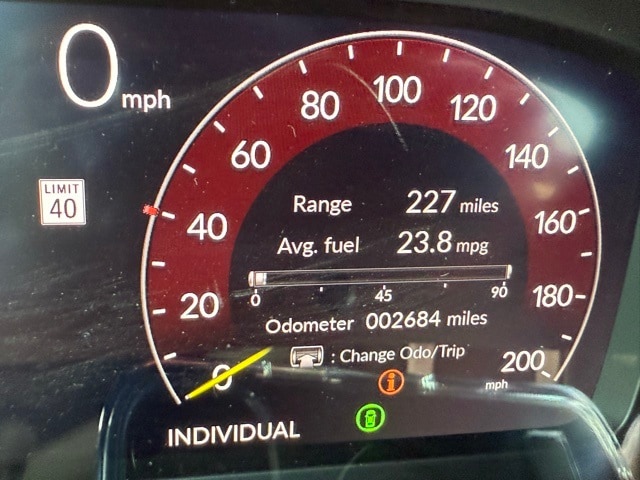 0 mph
LIMIT
40
0
20
40
60
80
100
120
140
160
180
200
mph
Range 227 miles
Avg. fuel 23.8 mpg
0 45 90
Odometer 002684 miles
: Change Odo/Trip
i
INDIVIDUAL